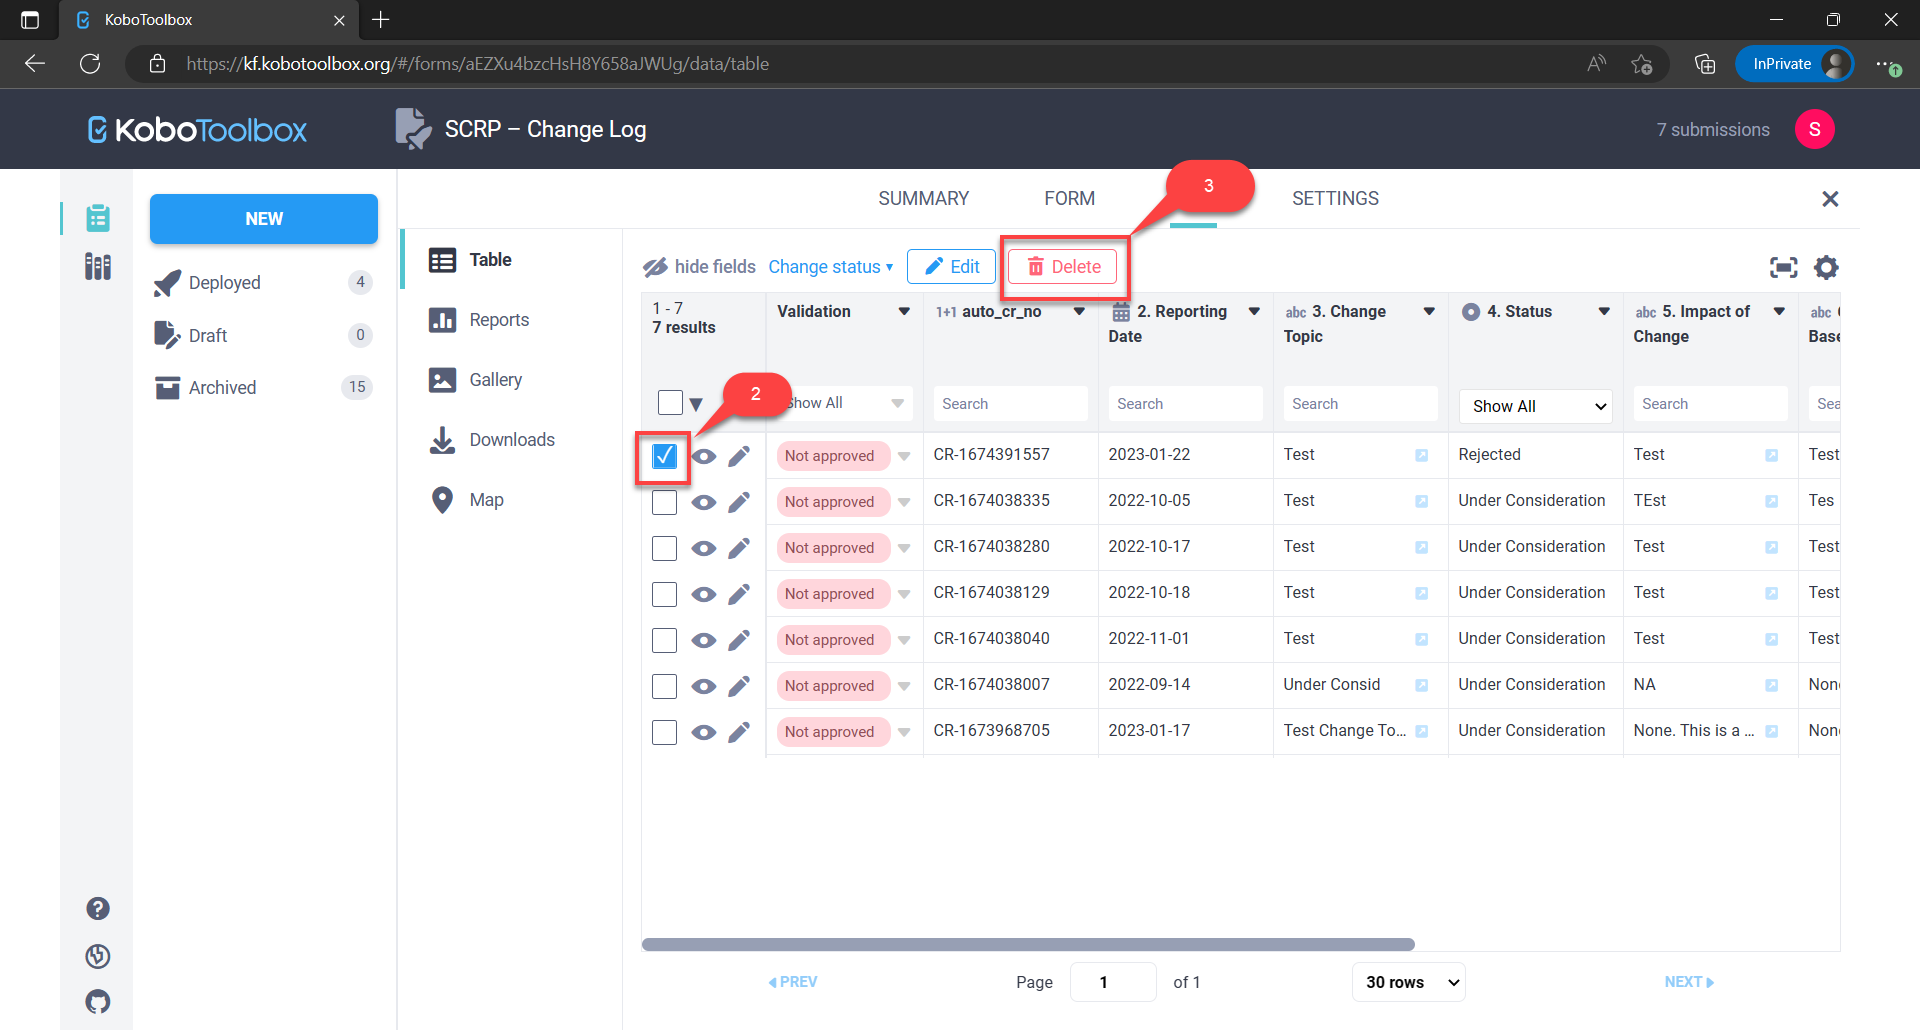 KoboToolbox
https://kf.kobotoolbox.org/#/forms/aEZXu4bzcHsH8Y658aJWUg/data/table
InPrivate
KoboToolbox
SCRP – Change Log
7 submissions
S
NEW
Deployed 4
Draft 0
Archived 15
SUMMARY FORM SETTINGS
3
Table
Reports
Gallery
Downloads
Map
hide fields Change status Edit Delete
1 - 7
7 results
Validation
1+1 auto_cr_no
2. Reporting
Date
abc 3. Change
Topic
4. Status
abc 5. Impact of
Change
abc
Base
2
Show All Search Search Search Show All Search Sea
Not approved CR-1674391557 2023-01-22 Test Rejected Test Test
Not approved CR-1674038335 2022-10-05 Test Under Consideration TEst Tes
Not approved CR-1674038280 2022-10-17 Test Under Consideration Test Test
Not approved CR-1674038129 2022-10-18 Test Under Consideration Test Test
Not approved CR-1674038040 2022-11-01 Test Under Consideration Test Test
Not approved CR-1674038007 2022-09-14 Under Consid Under Consideration NA Non
Not approved CR-1673968705 2023-01-17 Test Change To... Under Consideration None. This is a ... Non
PREV Page 1 of 1 30 rows NEXT